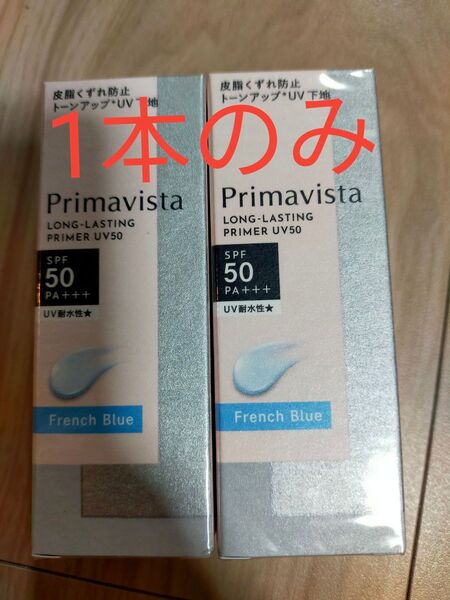 1本のみ
皮脂くずれ防止
トーンアップ*UV下地
Primavista
LONG-LASTING
PRIMER UV50
SPF
50
PA+++
UV耐水性★
French Blue
皮脂くずれ防止
トーンアップ*UV下地
Primavista
LONG-LASTING
PRIMER UV50
SPF
50
PA+++
UV耐水性★
French Blue